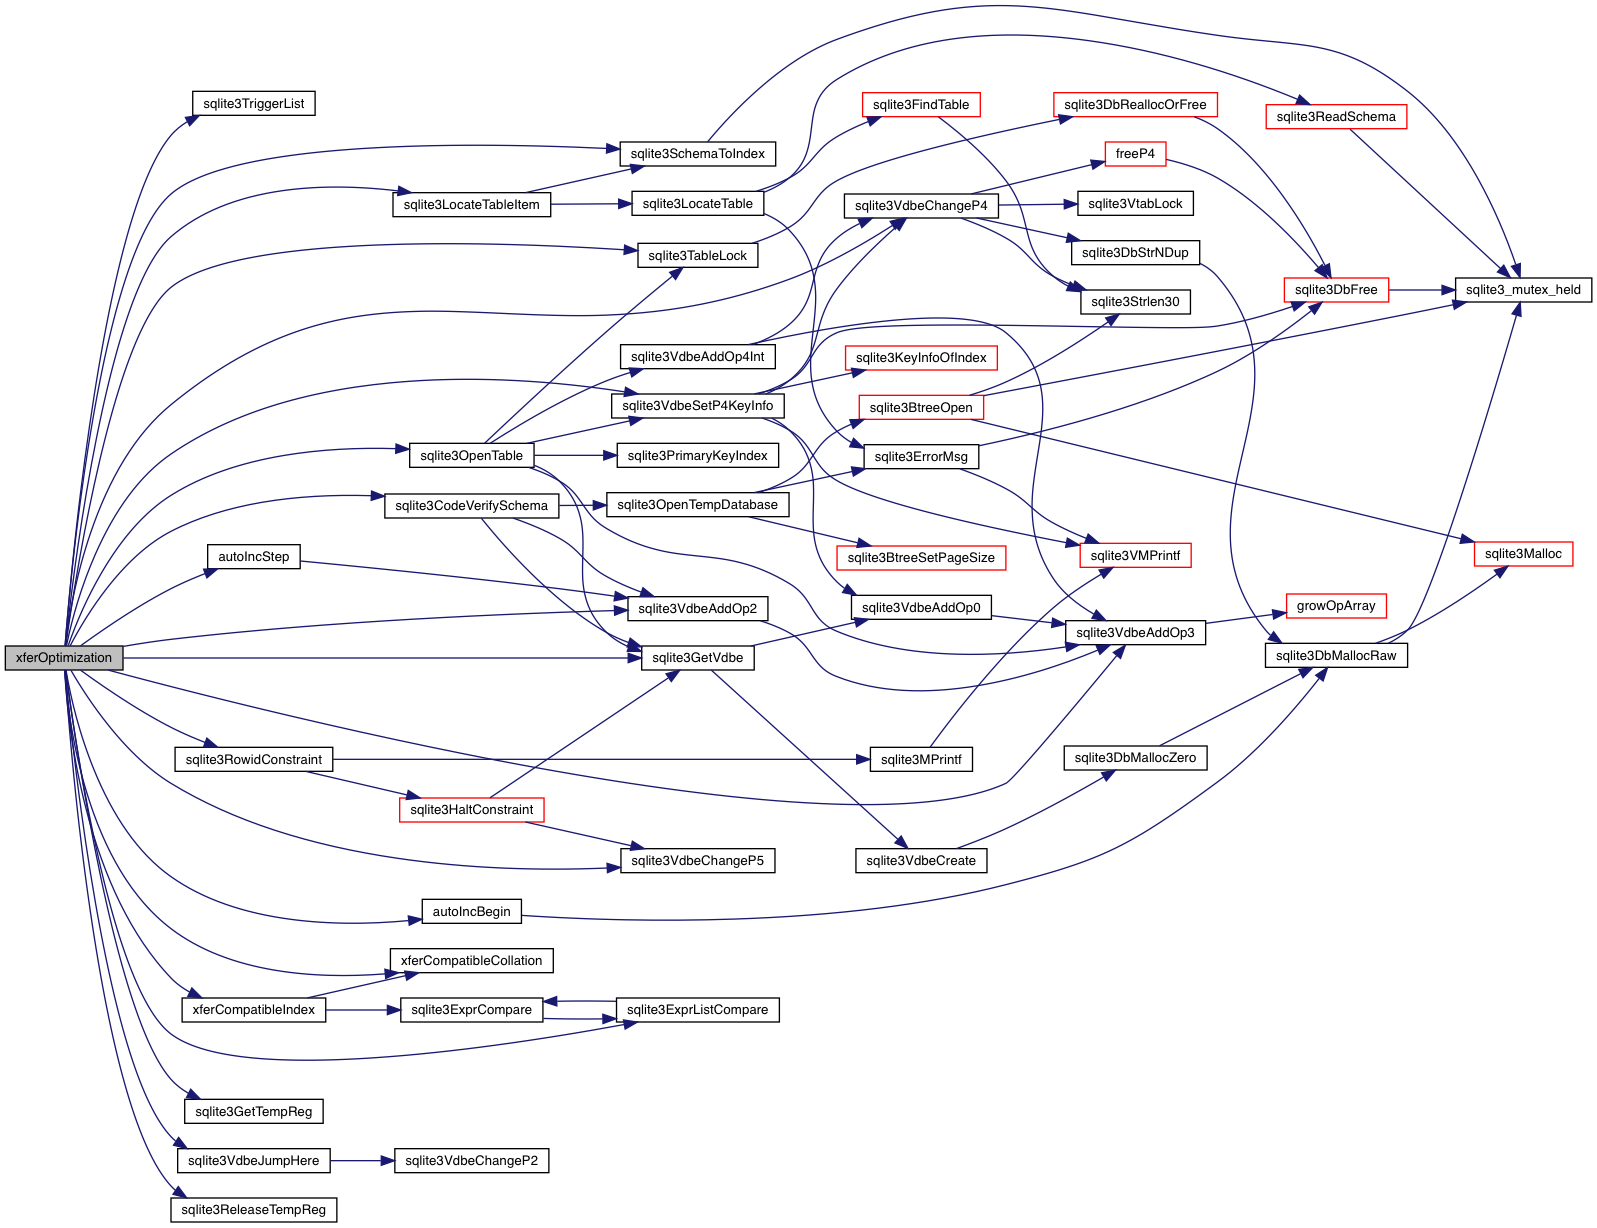 sqlite3TriggerList
sqlite3FindTable
sqlite3DbReallocOrFree
sqlite3ReadSchema
sqlite3SchemaToIndex
freeP4
sqlite3LocateTableItem
sqlite3LocateTable
sqlite3VdbeChangeP4
sqlite3VtabLock
sqlite3TableLock
sqlite3DbStrNDup
sqlite3DbFree
sqlite3_mutex_held
sqlite3Strlen30
sqlite3VdbeAddOp4Int
sqlite3KeyInfoOfIndex
sqlite3VdbeSetP4KeyInfo
sqlite3BtreeOpen
sqlite3OpenTable
sqlite3PrimaryKeyIndex
sqlite3ErrorMsg
sqlite3CodeVerifySchema
sqlite3OpenTempDatabase
autoIncStep
sqlite3BtreeSetPageSize
sqlite3VMPrintf
sqlite3Malloc
sqlite3VdbeAddOp2
sqlite3VdbeAddOp0
growOpArray
sqlite3VdbeAddOp3
xferOptimization
sqlite3GetVdbe
sqlite3DbMallocRaw
sqlite3RowidConstraint
sqlite3MPrintf
sqlite3DbMallocZero
sqlite3HaltConstraint
sqlite3VdbeChangeP5
sqlite3VdbeCreate
autoIncBegin
xferCompatibleCollation
xferCompatibleIndex
sqlite3ExprCompare
sqlite3ExprListCompare
sqlite3GetTempReg
sqlite3VdbeJumpHere
sqlite3VdbeChangeP2
sqlite3ReleaseTempReg